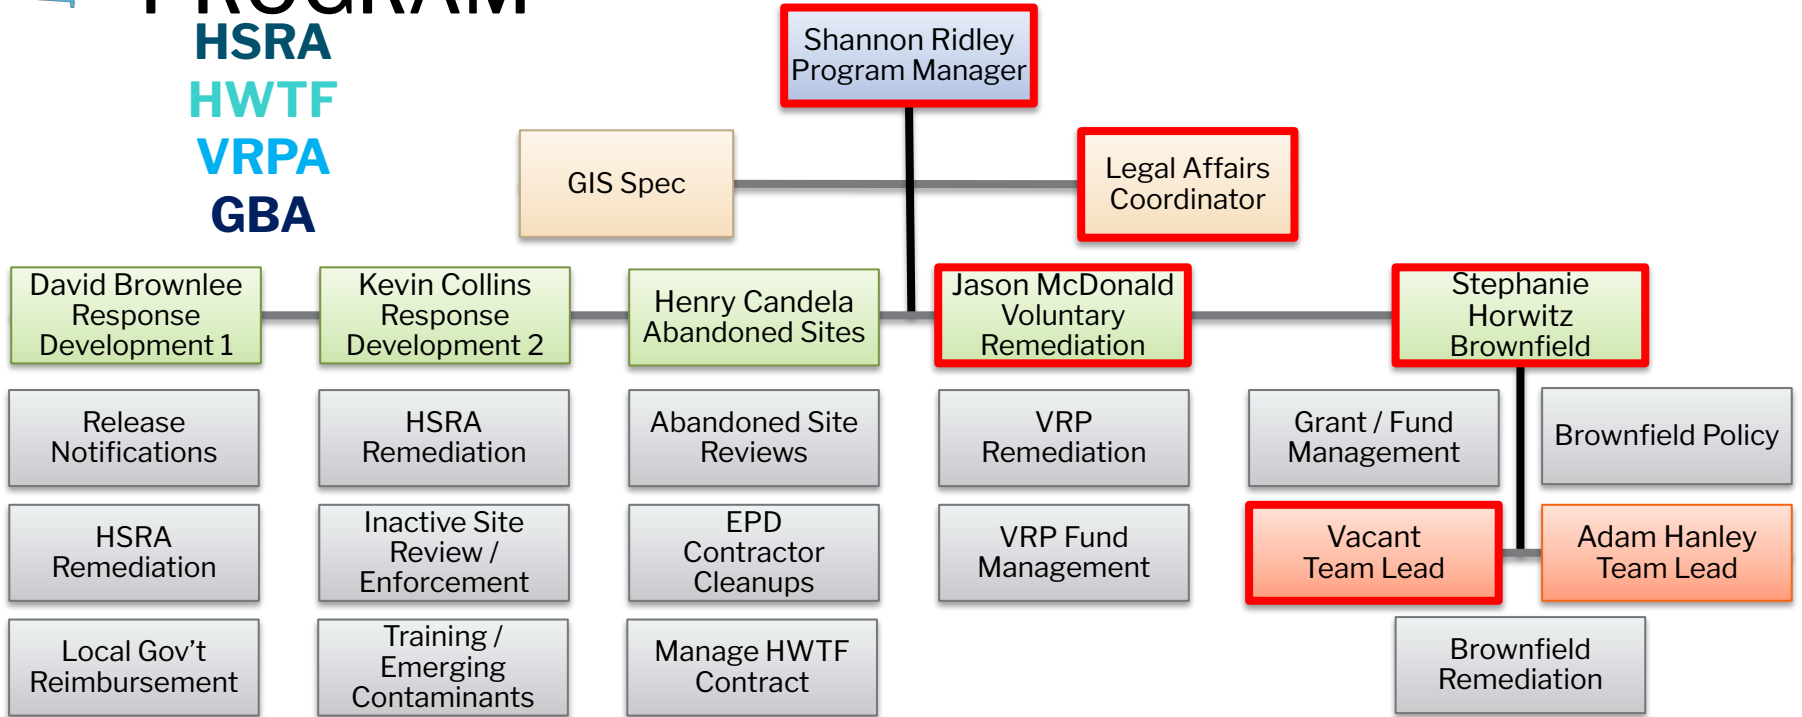 PROGRAM
HSRA
HWTF
VRPA
GBA
Shannon Ridley
Program Manager
GIS Spec
Legal Affairs
Coordinator
David Brownlee
Response
Development 1
Kevin Collins
Response
Development 2
Henry Candela
Abandoned Sites
Jason McDonald
Voluntary
Remediation
Stephanie
Horwitz
Brownfield
Release
Notifications
HSRA
Remediation
Abandoned Site
Reviews
VRP
Remediation
Grant / Fund
Management
Brownfield Policy
HSRA
Remediation
Inactive Site
Review /
Enforcement
EPD
Contractor
Cleanups
VRP Fund
Management
Vacant
Team Lead
Adam Hanley
Team Lead
Local Gov’t
Reimbursement
Training /
Emerging
Contaminants
Manage HWTF
Contract
Brownfield
Remediation